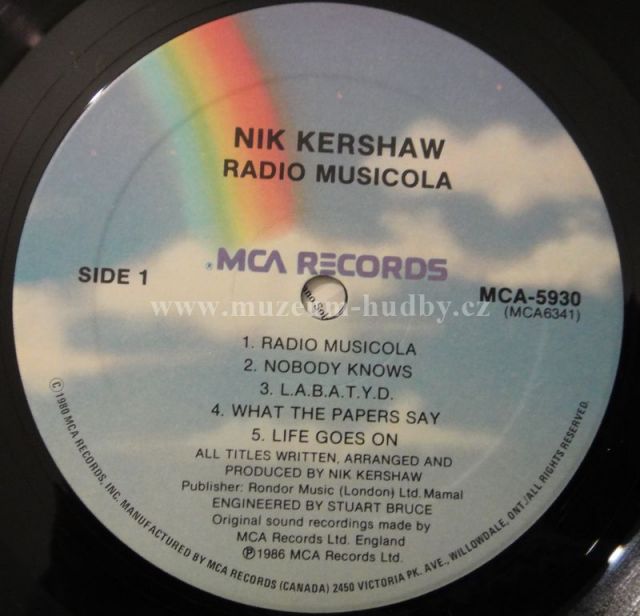 NIK KERSHAW
RADIO MUSICOLA
®MCA RECORDS
SIDE 1
MCA-5930
(MCA6341)
www.muzeum-hudby.cz
1. RADIO MUSICOLA
2. NOBODY KNOWS
3. L.A.B.A.T.Y.D.
4. WHAT THE PAPERS SAY
5. LIFE GOES ON
ALL TITLES WRITTEN, ARRANGED AND
PRODUCED BY NIK KERSHAW
Publisher: Rondor Music (London) Ltd. Mamal
ENGINEERED BY STUART BRUCE
Original sound recordings made by
MCA Records Ltd. England
Ⓟ1986 MCA Records Ltd.
©1980 MCA RECORDS, INC. MANUFACTURED BY MCA RECORDS (CANADA) 2450 VICTORIA PK. AVE., WILLOWDALE, ONT./ALL RIGHTS RESERVED.